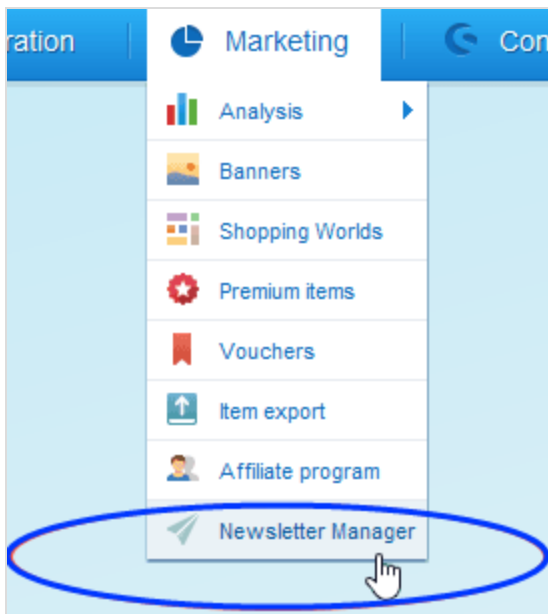 ration
Marketing
Con
Analysis
Banners
Shopping Worlds
Premium items
Vouchers
Item export
Affiliate program
Newsletter Manager